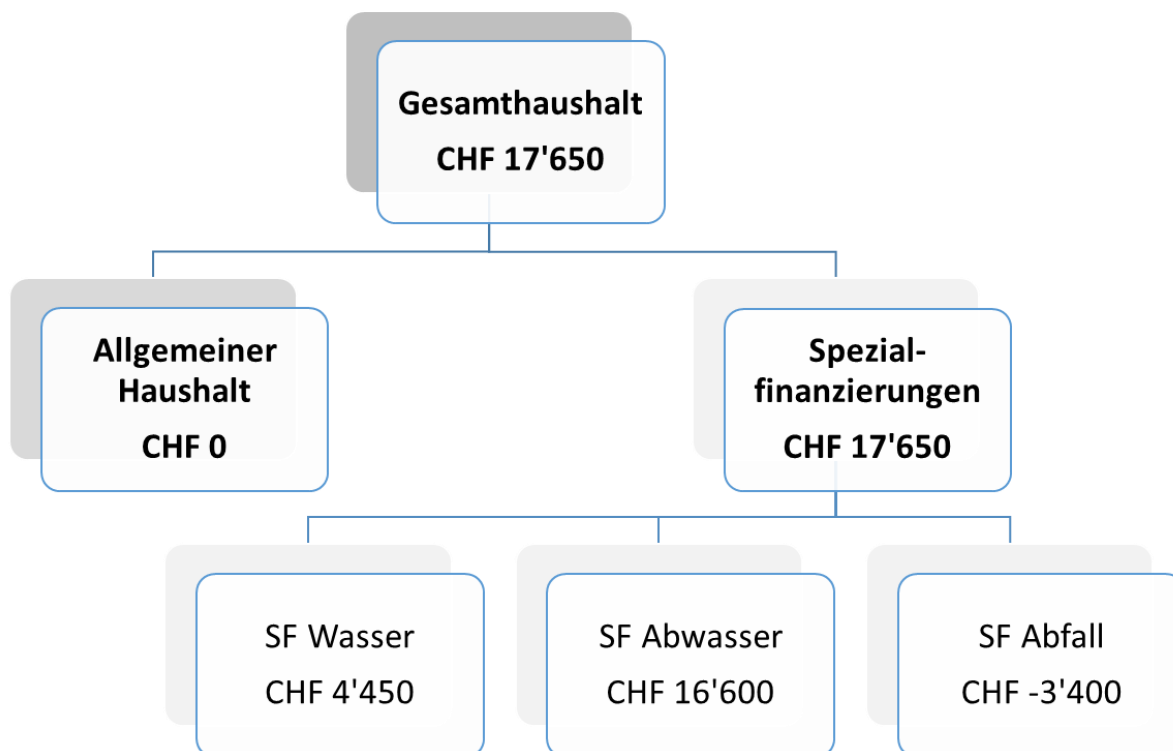 Gesamthaushalt
CHF 17'650
Allgemeiner
Haushalt
CHF 0
Spezial-
finanzierungen
CHF 17'650
SF Wasser
CHF 4'450
SF Abwasser
CHF 16'600
SF Abfall
CHF -3'400